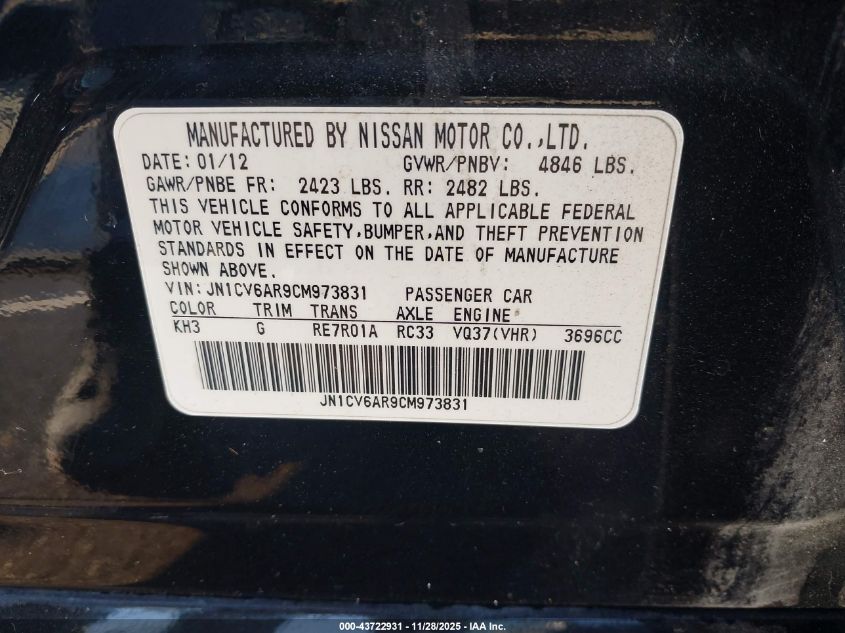 MANUFACTURED BY NISSAN MOTOR CO.,LTD.
DATE: 01/12 GVWR/PNBV: 4846 LBS.
GAWR/PNBE FR: 2423 LBS. RR: 2482 LBS.
THIS VEHICLE CONFORMS TO ALL APPLICABLE FEDERAL
MOTOR VEHICLE SAFETY,BUMPER,AND THEFT PREVENTION
STANDARDS IN EFFECT ON THE DATE OF MANUFACTURE
SHOWN ABOVE.
VIN:JN1CV6AR9CM973831 PASSENGER CAR
COLOR TRIM TRANS AXLE ENGINE
KH3 G RE7R01A RC33 VQ37(VHR) 3696CC
JN1CV6AR9CM973831
000-43722931 - 11/28/2025 - IAA Inc.